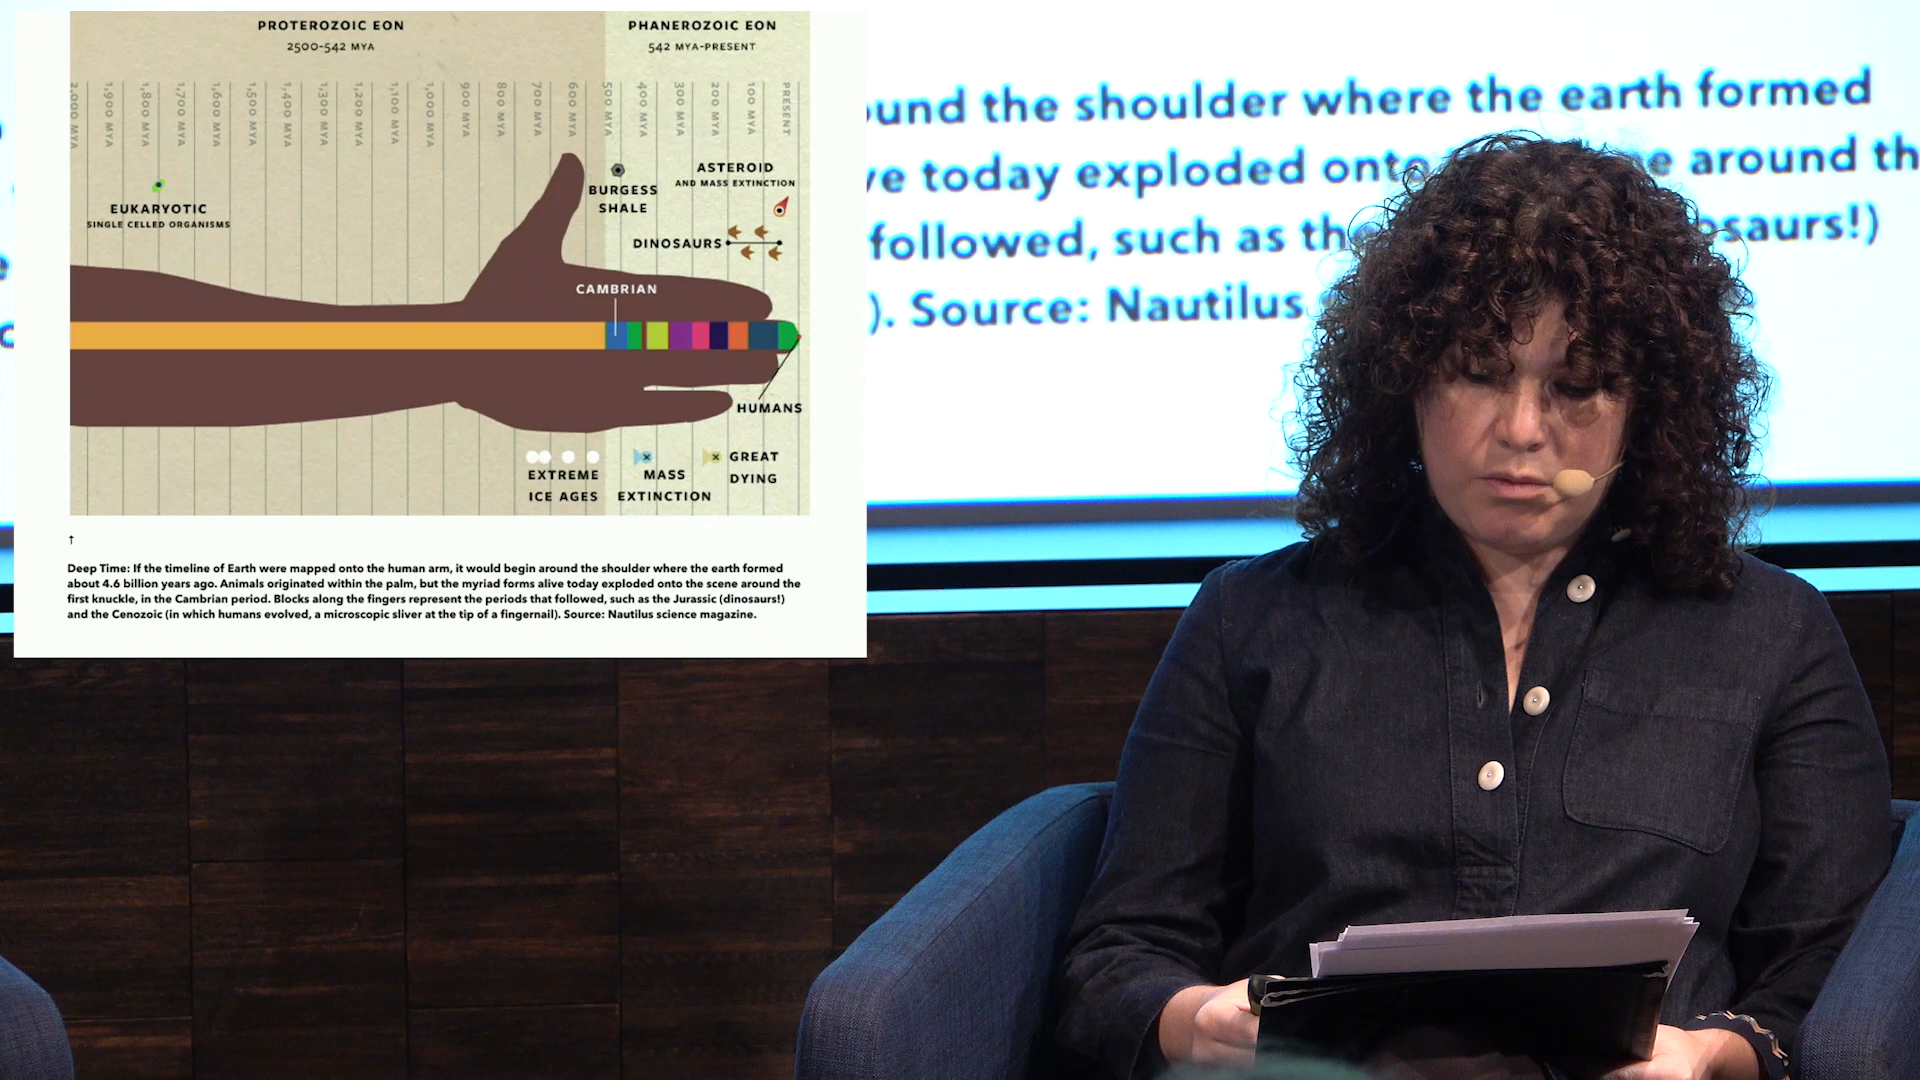 PROTEROZOIC EON
2500-542 MYA
PHANEROZOIC EON
542 MYA-PRESENT
2,000 MYA
1,900 MYA
1,800 MYA
1,700 MYA
1,600 MYA
1,500 MYA
1,400 MYA
1,300 MYA
1,200 MYA
1,100 MYA
1,000 MYA
900 MYA
800 MYA
700 MYA
600 MYA
500 MYA
400 MYA
300 MYA
200 MYA
100 MYA
PRESENT
EUKARYOTIC
SINGLE CELLED ORGANISMS
BURGESS
SHALE
ASTEROID
AND MASS EXTINCTION
DINOSAURS
CAMBRIAN
HUMANS
EXTREME
ICE AGES
MASS
EXTINCTION
GREAT
DYING
↑
Deep Time: If the timeline of Earth were mapped onto the human arm, it would begin around the shoulder where the earth formed
about 4.6 billion years ago. Animals originated within the palm, but the myriad forms alive today exploded onto the scene around the
first knuckle, in the Cambrian period. Blocks along the fingers represent the periods that followed, such as the Jurassic (dinosaurs!)
and the Cenozoic (in which humans evolved, a microscopic sliver at the tip of a fingernail). Source: Nautilus science magazine.
und the shoulder where the earth formed
ve today exploded onto e around th
followed, such as th osaurs!)
). Source: Nautilus